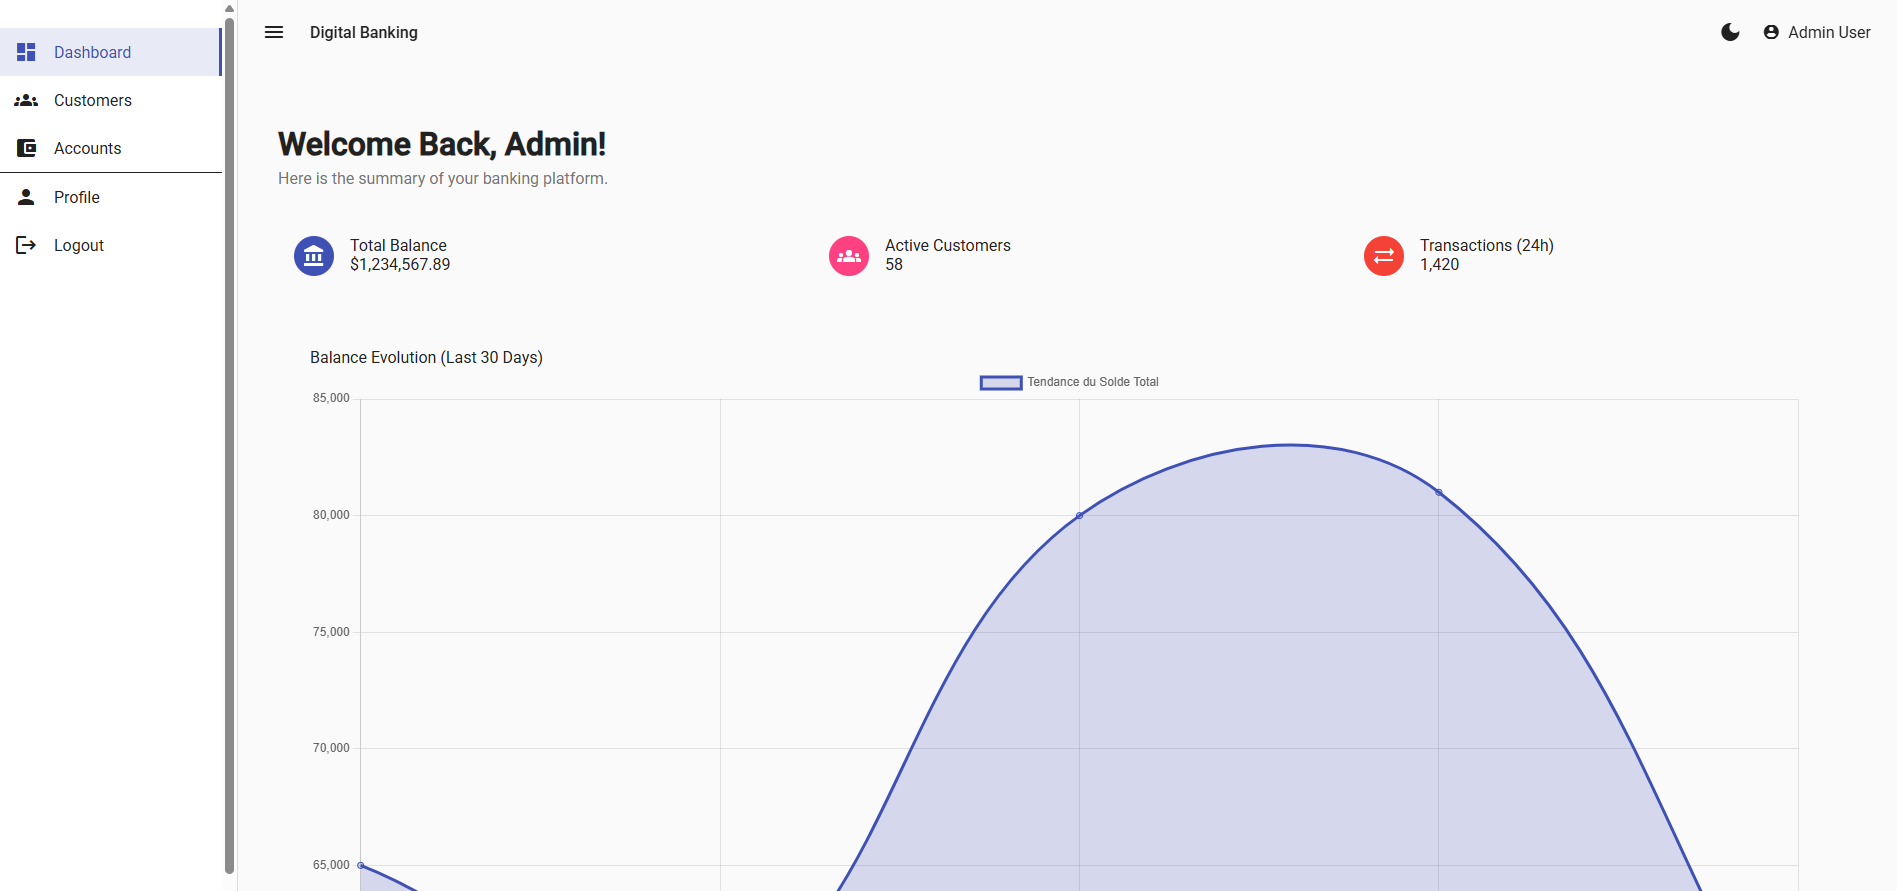 Dashboard
Customers
Accounts
Profile
Logout
Digital Banking
Admin User
Welcome Back, Admin!
Here is the summary of your banking platform.
Total Balance
$1,234,567.89
Active Customers
58
Transactions (24h)
1,420
Balance Evolution (Last 30 Days)
Tendance du Solde Total
85,000
80,000
75,000
70,000
65,000